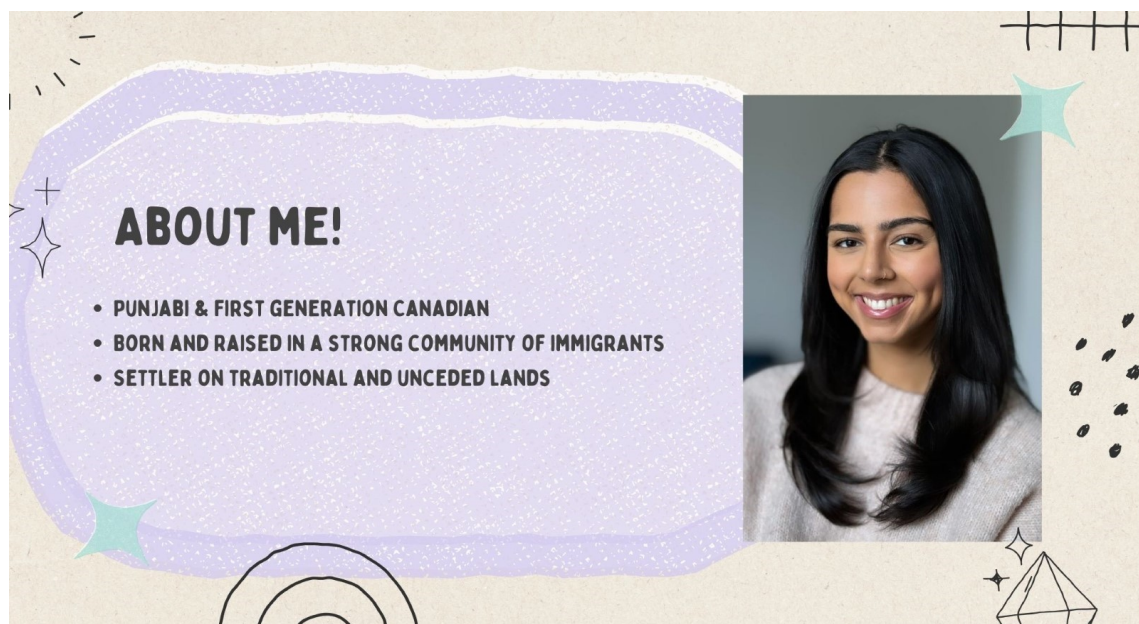 ABOUT ME!
• PUNJABI & FIRST GENERATION CANADIAN
• BORN AND RAISED IN A STRONG COMMUNITY OF IMMIGRANTS
• SETTLER ON TRADITIONAL AND UNCEDED LANDS